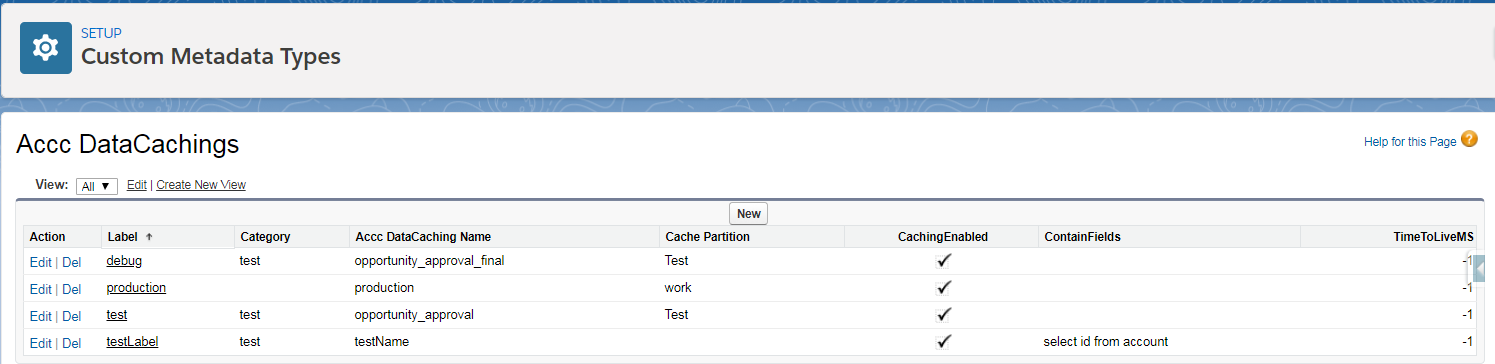 SETUP
Custom Metadata Types
Accc DataCachings
Help for this Page ?
View: All ▼ Edit | Create New View
New
Action Label ↑ Category Accc DataCaching Name Cache Partition CachingEnabled ContainFields TimeToLiveMS
Edit | Del debug test opportunity_approval_final Test ✓ -1
Edit | Del production production work ✓ -1
Edit | Del test test opportunity_approval Test ✓ -1
Edit | Del testLabel test testName ✓ select id from account -1